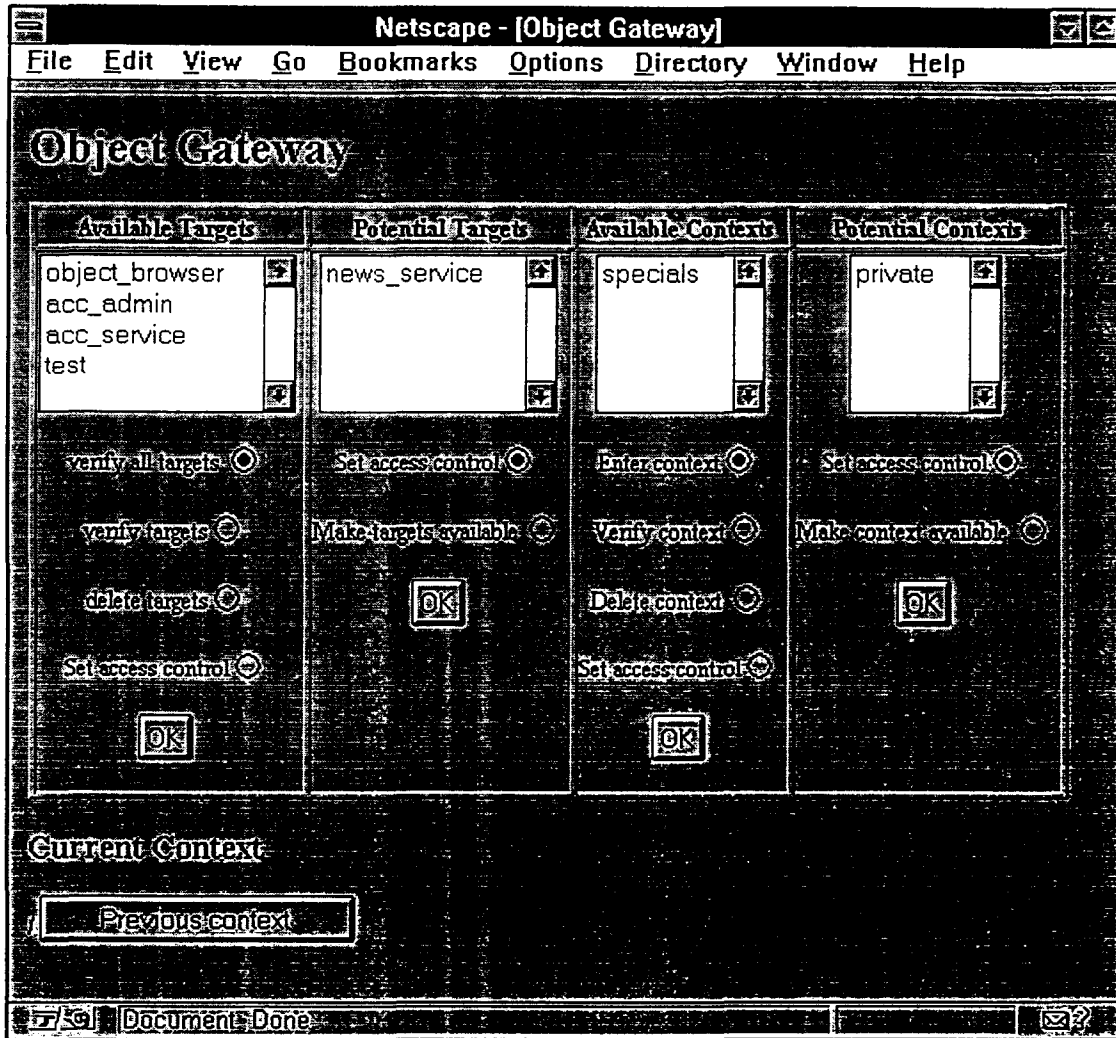 Netscape - [Object Gateway]
File Edit View Go Bookmarks Options Directory Window Help
Object Gateway
Available Targets
Potential Targets
Available Contexts
Potential Contexts
object_browser
acc_admin
acc_service
test
news_service
specials
private
verify all targets
Set access control
Enter context
Set access control
verify targets
Make targets available
Verify context
Make context available
delete targets
OK
Delete context
OK
Set access control
Set access control
OK
OK
Current Context
/
Previous context
Document: Done
?